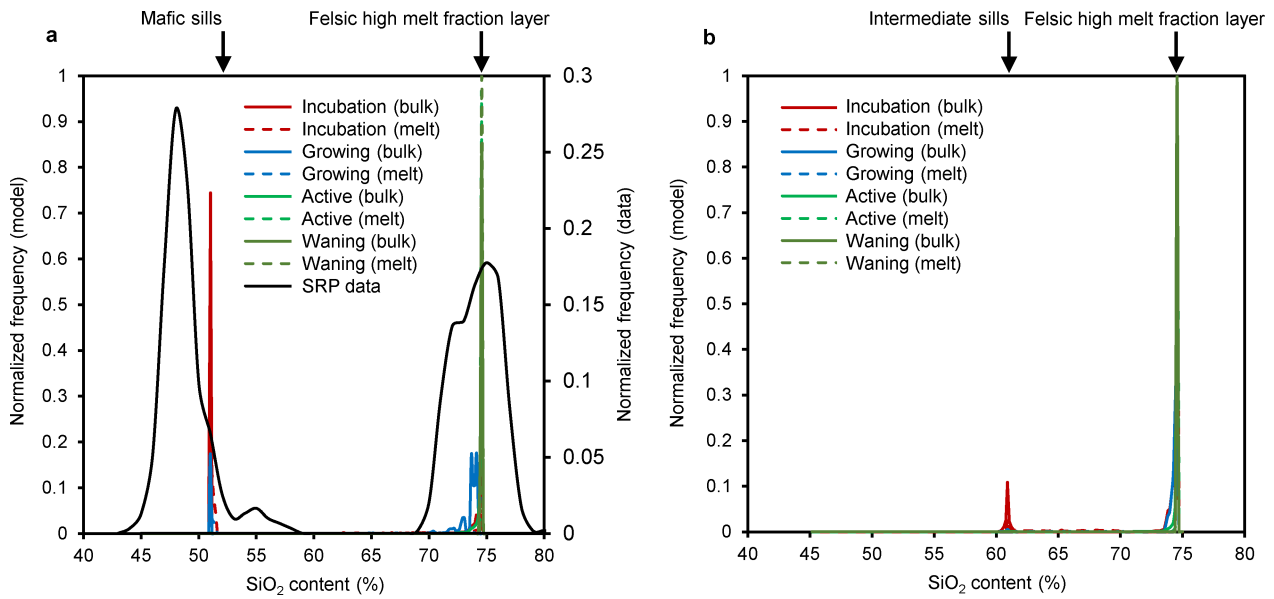 Mafic sills
Felsic high melt fraction layer
a
1
0.9
0.8
0.7
0.6
0.5
0.4
0.3
0.2
0.1
0
Normalized frequency (model)
Incubation (bulk)
Incubation (melt)
Growing (bulk)
Growing (melt)
Active (bulk)
Active (melt)
Waning (bulk)
Waning (melt)
SRP data
0.3
0.25
0.2
0.15
0.1
0.05
0
Normalized frequency (data)
40 45 50 55 60 65 70 75 80
SiO₂ content (%)
Intermediate sills
Felsic high melt fraction layer
b
1
0.9
0.8
0.7
0.6
0.5
0.4
0.3
0.2
0.1
0
Normalized frequency (model)
Incubation (bulk)
Incubation (melt)
Growing (bulk)
Growing (melt)
Active (bulk)
Active (melt)
Waning (bulk)
Waning (melt)
40 45 50 55 60 65 70 75 80
SiO₂ content (%)